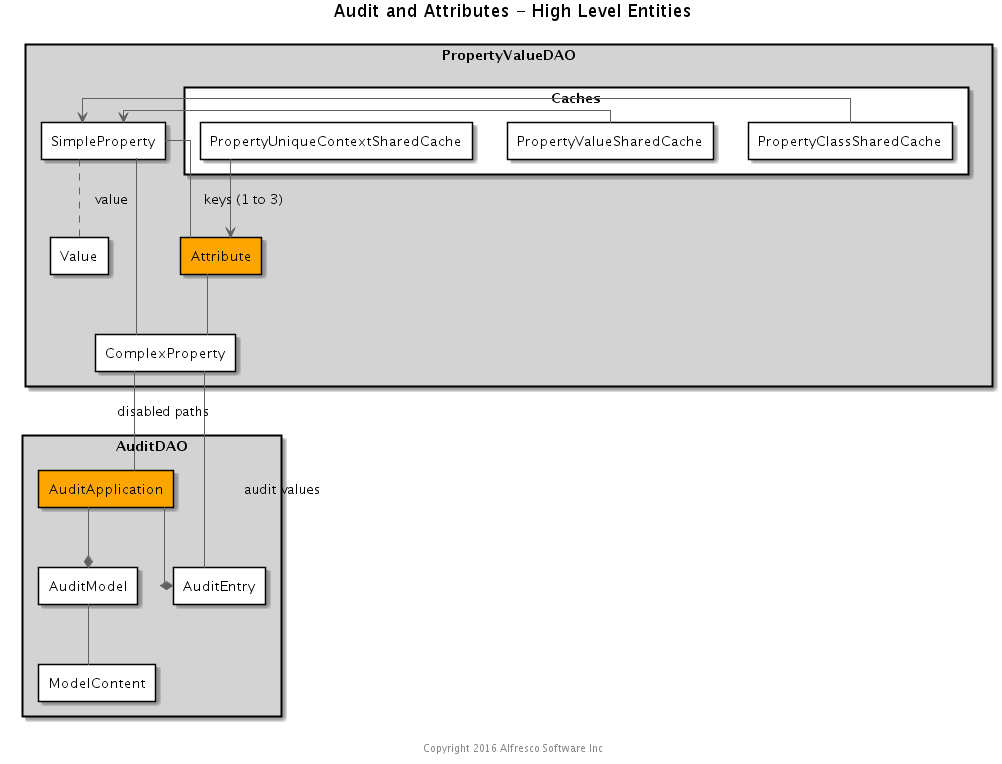 Audit and Attributes – High Level Entities
PropertyValueDAO
Caches
SimpleProperty
PropertyUniqueContextSharedCache
PropertyValueSharedCache
PropertyClassSharedCache
value
keys (1 to 3)
Value
Attribute
ComplexProperty
disabled paths
AuditDAO
AuditApplication
audit values
AuditModel
AuditEntry
ModelContent
Copyright 2016 Alfresco Software Inc